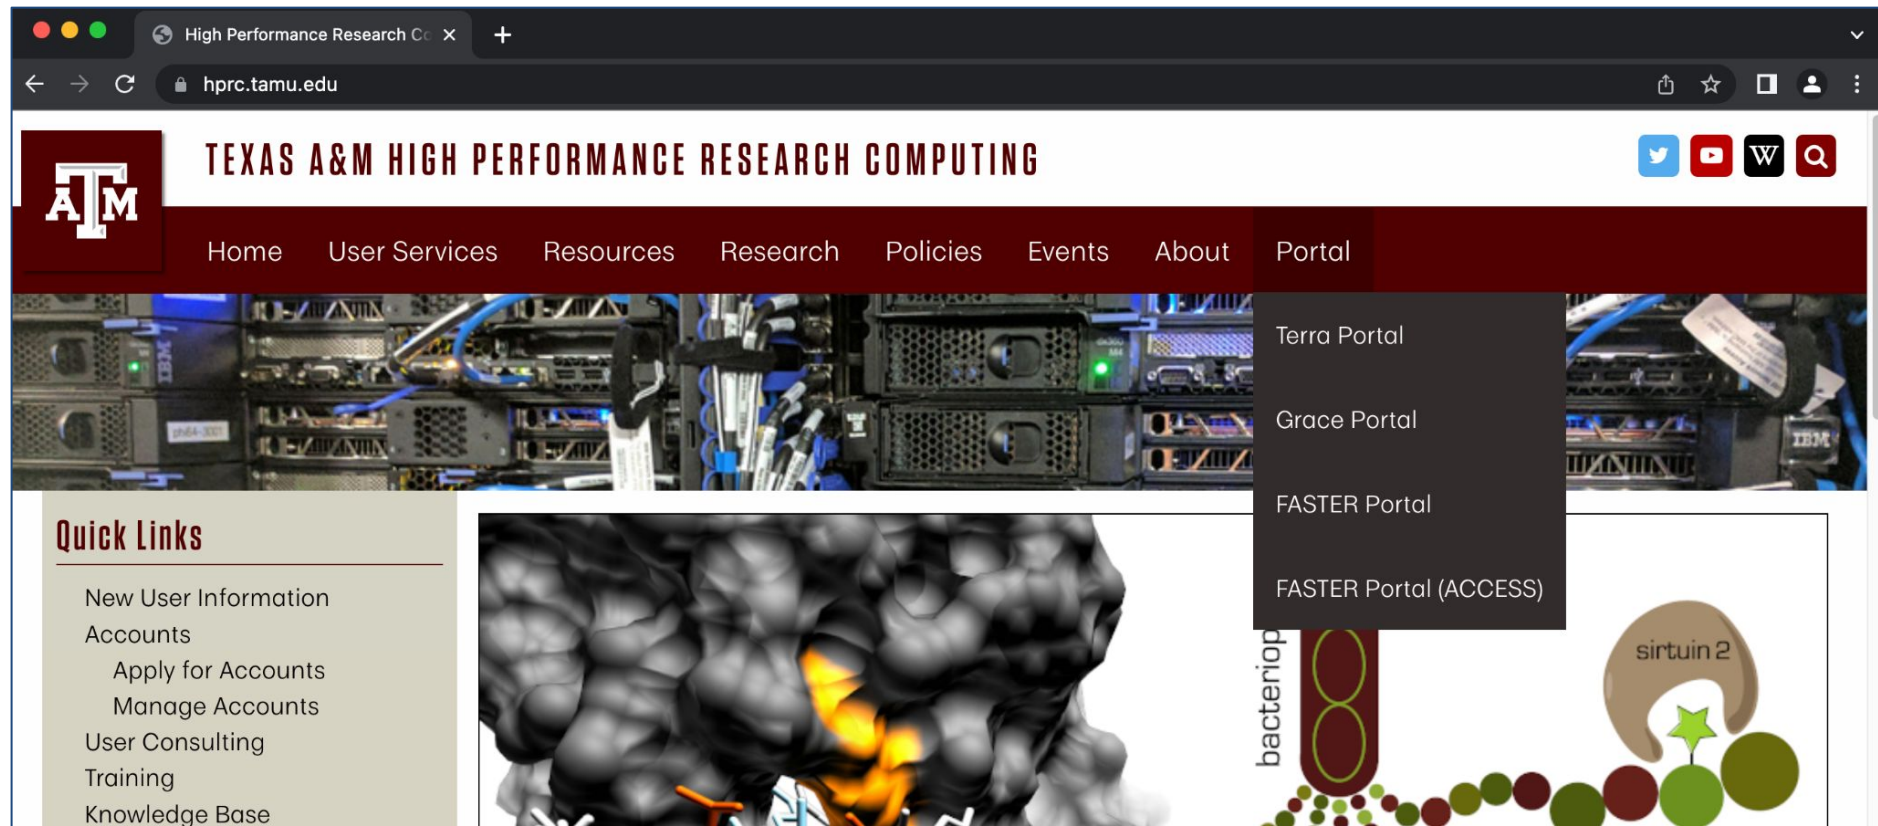 High Performance Research Co
hprc.tamu.edu
TEXAS A&M HIGH PERFORMANCE RESEARCH COMPUTING
W
ATM
Home User Services Resources Research Policies Events About Portal
Terra Portal
Grace Portal
FASTER Portal
FASTER Portal (ACCESS)
IBM
IBM
Quick Links
New User Information
Accounts
Apply for Accounts
Manage Accounts
User Consulting
Training
Knowledge Base
bacteriop
sirtuin 2